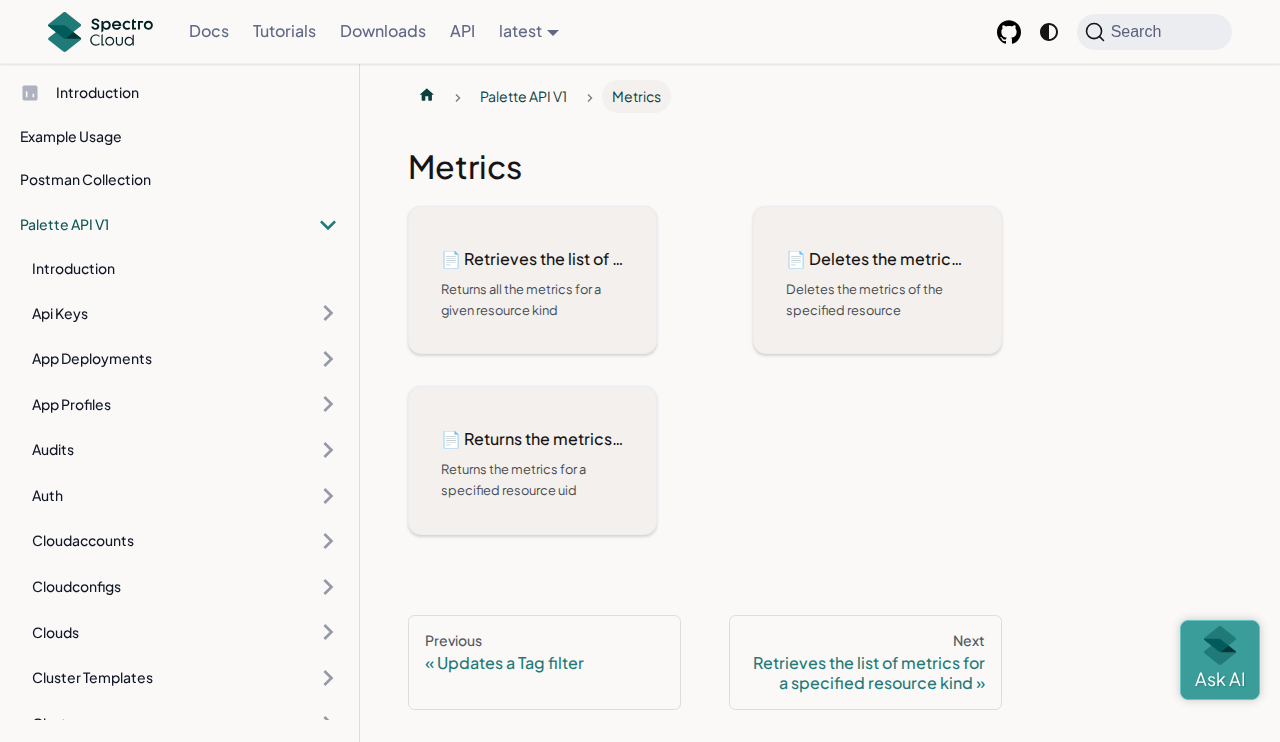 Spectro Cloud
Docs
Tutorials
Downloads
API
latest
Search
Introduction
Example Usage
Postman Collection
Palette API V1
Introduction
Api Keys
App Deployments
App Profiles
Audits
Auth
Cloudaccounts
Cloudconfigs
Clouds
Cluster Templates
Palette API V1
Metrics
Metrics
Retrieves the list of ...
Returns all the metrics for a
given resource kind
Deletes the metric...
Deletes the metrics of the
specified resource
Returns the metrics...
Returns the metrics for a
specified resource uid
Previous
« Updates a Tag filter
Next
Retrieves the list of metrics for
a specified resource kind »
Ask AI